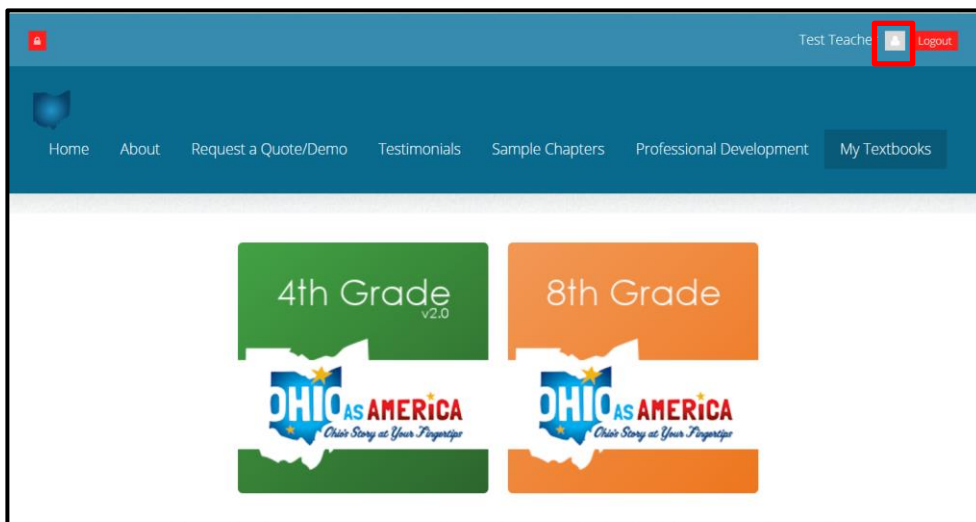 Test Teacher Logout
Home About Request a Quote/Demo Testimonials Sample Chapters Professional Development My Textbooks
4th Grade
v2.0
OHIO AS AMERICA
Ohio's Story at Your Fingertips
8th Grade
OHIO AS AMERICA
Ohio's Story at Your Fingertips